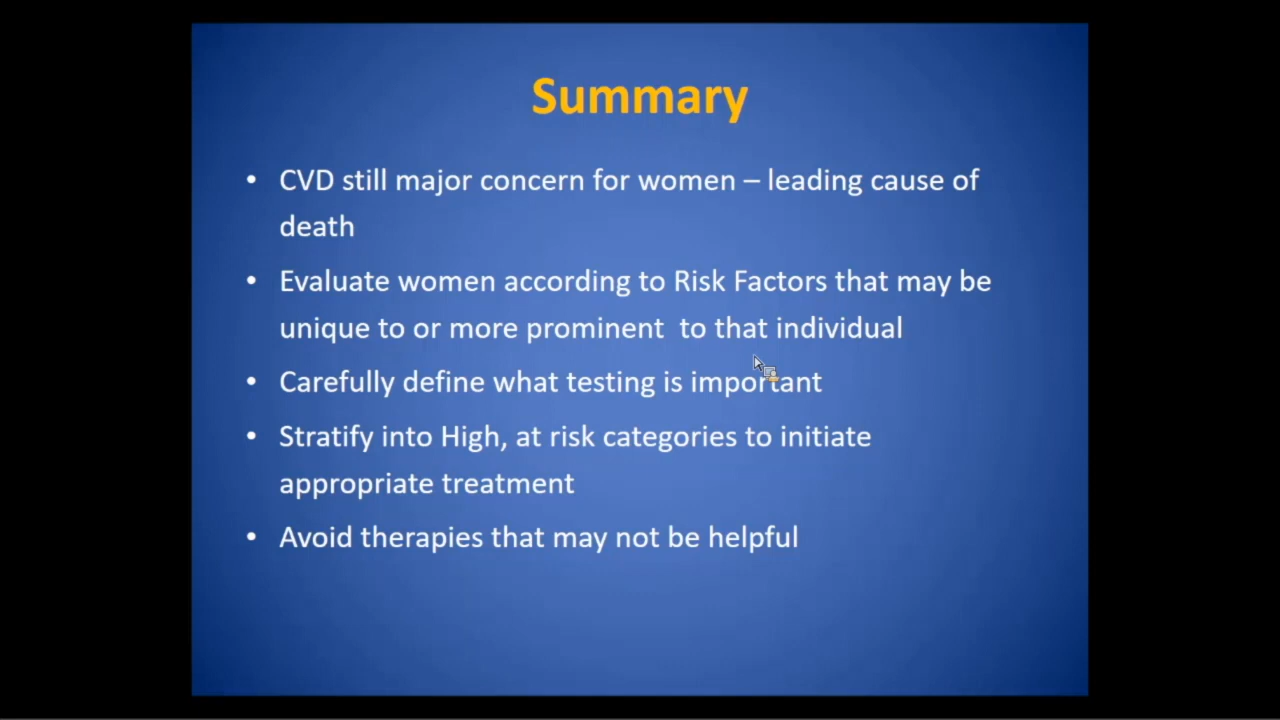 Summary
• CVD still major concern for women – leading cause of
death
• Evaluate women according to Risk Factors that may be
unique to or more prominent  to that individual
• Carefully define what testing is important
• Stratify into High, at risk categories to initiate
appropriate treatment
• Avoid therapies that may not be helpful